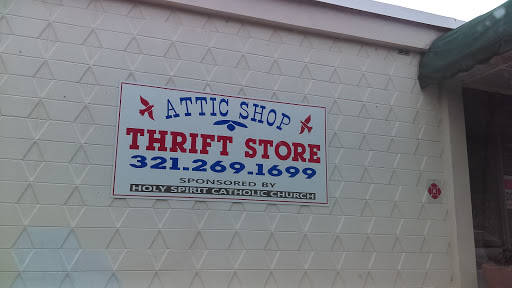 ATTIC SHOP
THRIFT STORE
321.269.1699
SPONSORED BY
HOLY SPIRIT CATHOLIC CHURCH